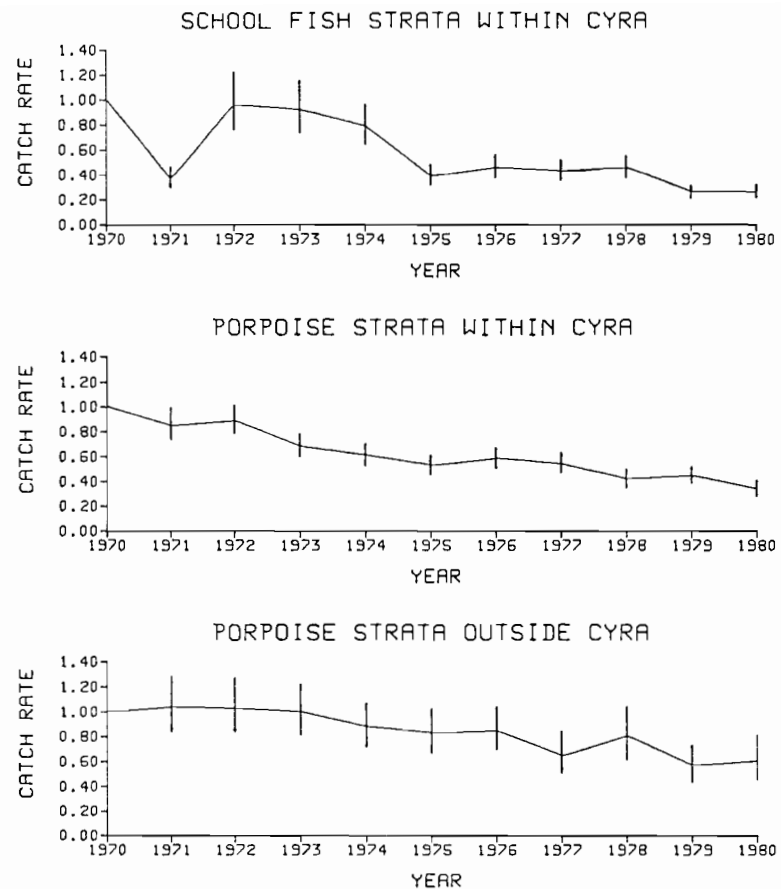 SCHOOL FISH STRATA WITHIN CYRA
1.40
1.20
1.00
0.80
0.60
0.40
0.20
0.00
CATCH RATE
1970 1971 1972 1973 1974 1975 1976 1977 1978 1979 1980
YEAR
PORPOISE STRATA WITHIN CYRA
1.40
1.20
1.00
0.80
0.60
0.40
0.20
0.00
CATCH RATE
1970 1971 1972 1973 1974 1975 1976 1977 1978 1979 1980
YEAR
PORPOISE STRATA OUTSIDE CYRA
1.40
1.20
1.00
0.80
0.60
0.40
0.20
0.00
CATCH RATE
1970 1971 1972 1973 1974 1975 1976 1977 1978 1979 1980
YEAR